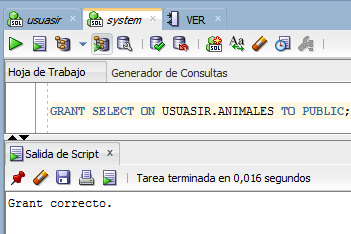 usuasir
system
VER
Hoja de Trabajo
Generador de Consultas
GRANT SELECT ON USUASIR.ANIMALES TO PUBLIC;
Salida de Script
Tarea terminada en 0,016 segundos
Grant correcto.